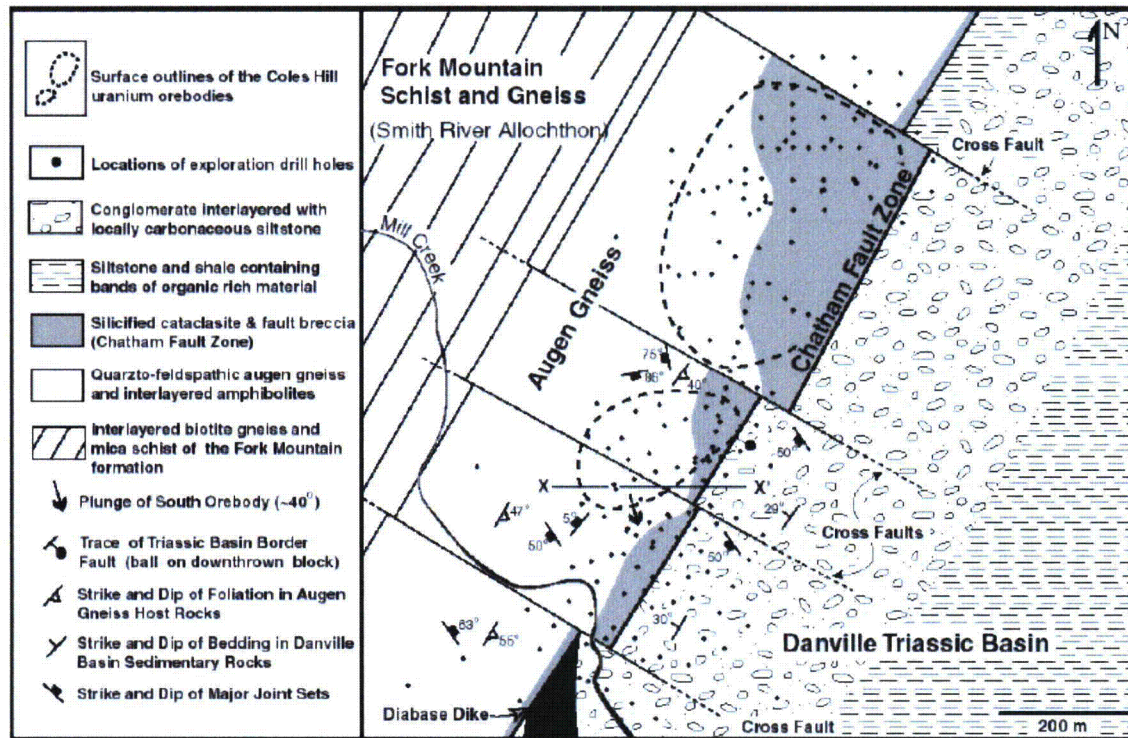 Surface outlines of the Coles Hill
uranium orebodies
Locations of exploration drill holes
Conglomerate interlayered with
locally carbonaceous siltstone
Siltstone and shale containing
bands of organic rich material
Silicified cataclasite & fault breccia
(Chatham Fault Zone)
Quarzto-feldspathic augen gneiss
and interlayered amphibolites
Interlayered biotite gneiss and
mica schist of the Fork Mountain
formation
Plunge of South Orebody (~40°)
Trace of Triassic Basin Border
Fault (ball on downthrown block)
Strike and Dip of Foliation in Augen
Gneiss Host Rocks
Strike and Dip of Bedding in Danville
Basin Sedimentary Rocks
Strike and Dip of Major Joint Sets
Fork Mountain
Schist and Gneiss
(Smith River Allochthon)
N
Cross Fault
Chatham Fault Zone
Mill Creek
Augen Gneiss
75°
86°
40°
50°
X
X'
47°
5°
29°
50°
50°
Cross Faults
30°
63°
55°
Danville Triassic Basin
Diabase Dike
Cross Fault
200 m